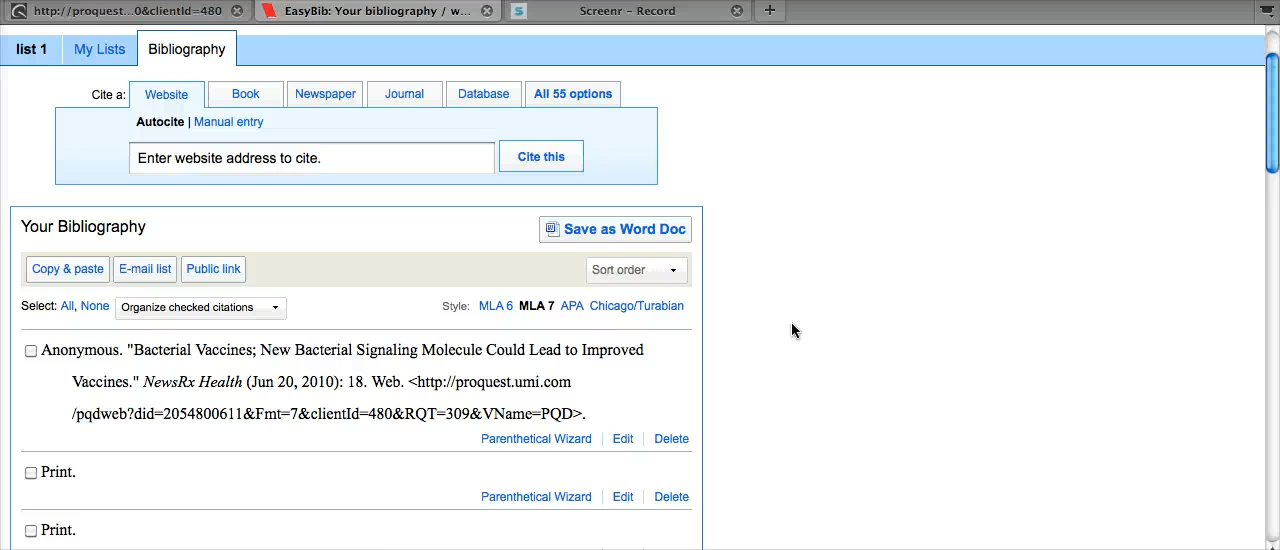 http://proquest....0&clientId=480
EasyBib: Your bibliography / w...
Screenr - Record
list 1 My Lists Bibliography
Cite a: Website Book Newspaper Journal Database All 55 options
Autocite | Manual entry
Enter website address to cite. Cite this
Your Bibliography Save as Word Doc
Copy & paste E-mail list Public link Sort order
Select: All, None Organize checked citations Style: MLA 6 MLA 7 APA Chicago/Turabian
Anonymous. "Bacterial Vaccines; New Bacterial Signaling Molecule Could Lead to Improved
Vaccines." NewsRx Health (Jun 20, 2010): 18. Web. <http://proquest.umi.com
/pqdweb?did=2054800611&Fmt=7&clientId=480&RQT=309&VName=PQD>.
Parenthetical Wizard Edit Delete
Print.
Parenthetical Wizard Edit Delete
Print.